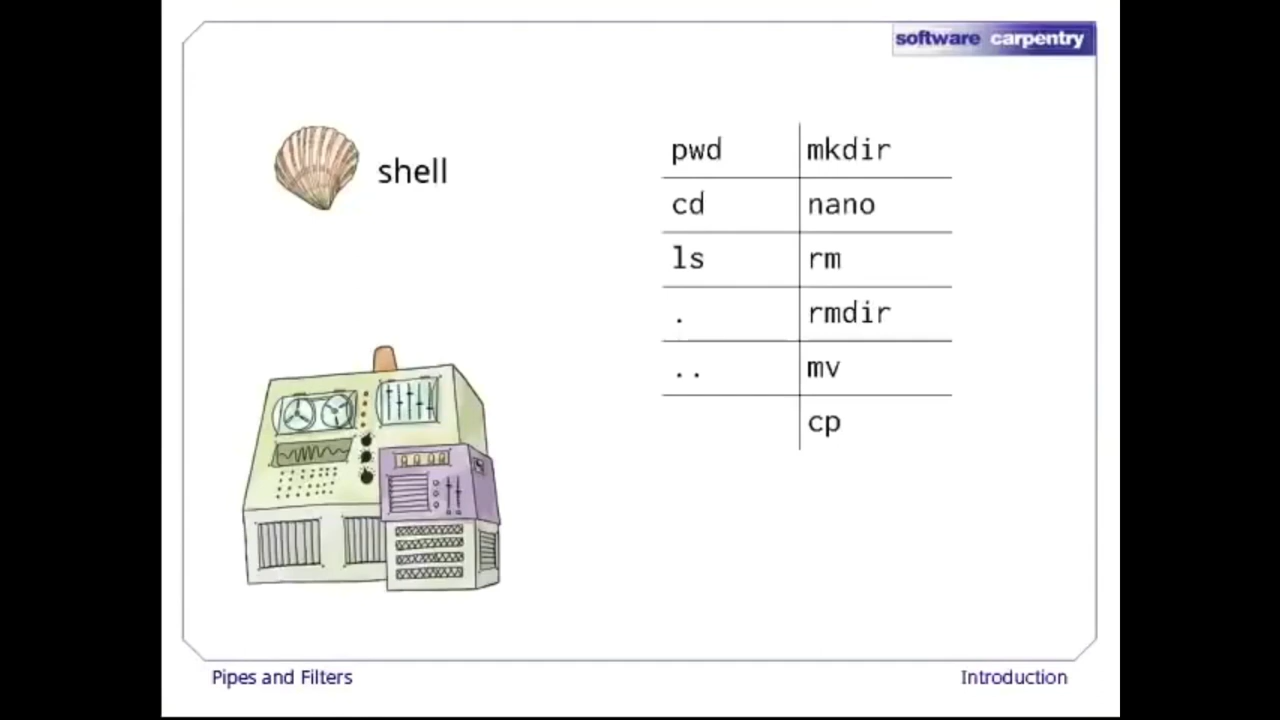 software carpentry
shell
pwd mkdir
cd nano
ls rm
. rmdir
.. mv
cp
Pipes and Filters
Introduction